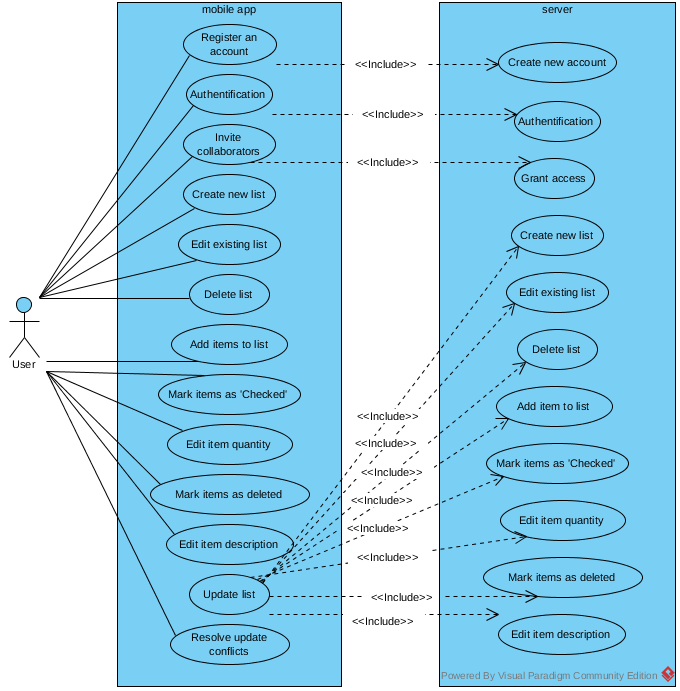 mobile app
server
Register an
account
<<Include>>
Create new account
Authentification
<<Include>>
Authentification
Invite
collaborators
<<Include>>
Grant access
Create new list
Create new list
Edit existing list
Edit existing list
Delete list
Delete list
User
Add items to list
Add item to list
Mark items as 'Checked'
Mark items as 'Checked'
Edit item quantity
Edit item quantity
Mark items as deleted
Mark items as deleted
Edit item description
Edit item description
<<Include>>
<<Include>>
<<Include>>
<<Include>>
<<Include>>
<<Include>>
<<Include>>
<<Include>>
Update list
Resolve update
conflicts
Powered By Visual Paradigm Community Edition